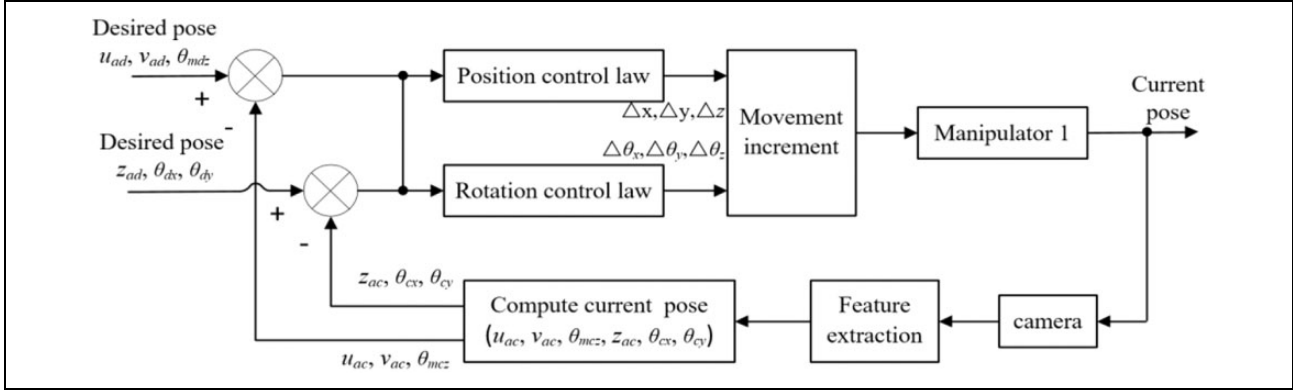 Desired pose
u_ad, v_ad, θ_mdz
+
-
Desired pose
z_ad, θ_dx, θ_dy
+
-
Position control law
△x,△y,△z
△θ_x,△θ_y,△θ_z
Rotation control law
Movement
increment
Manipulator 1
Current
pose
z_ac, θ_cx, θ_cy
Compute current pose
(u_ac, v_ac, θ_mcz, z_ac, θ_cx, θ_cy)
u_ac, v_ac, θ_mcz
Feature
extraction
camera